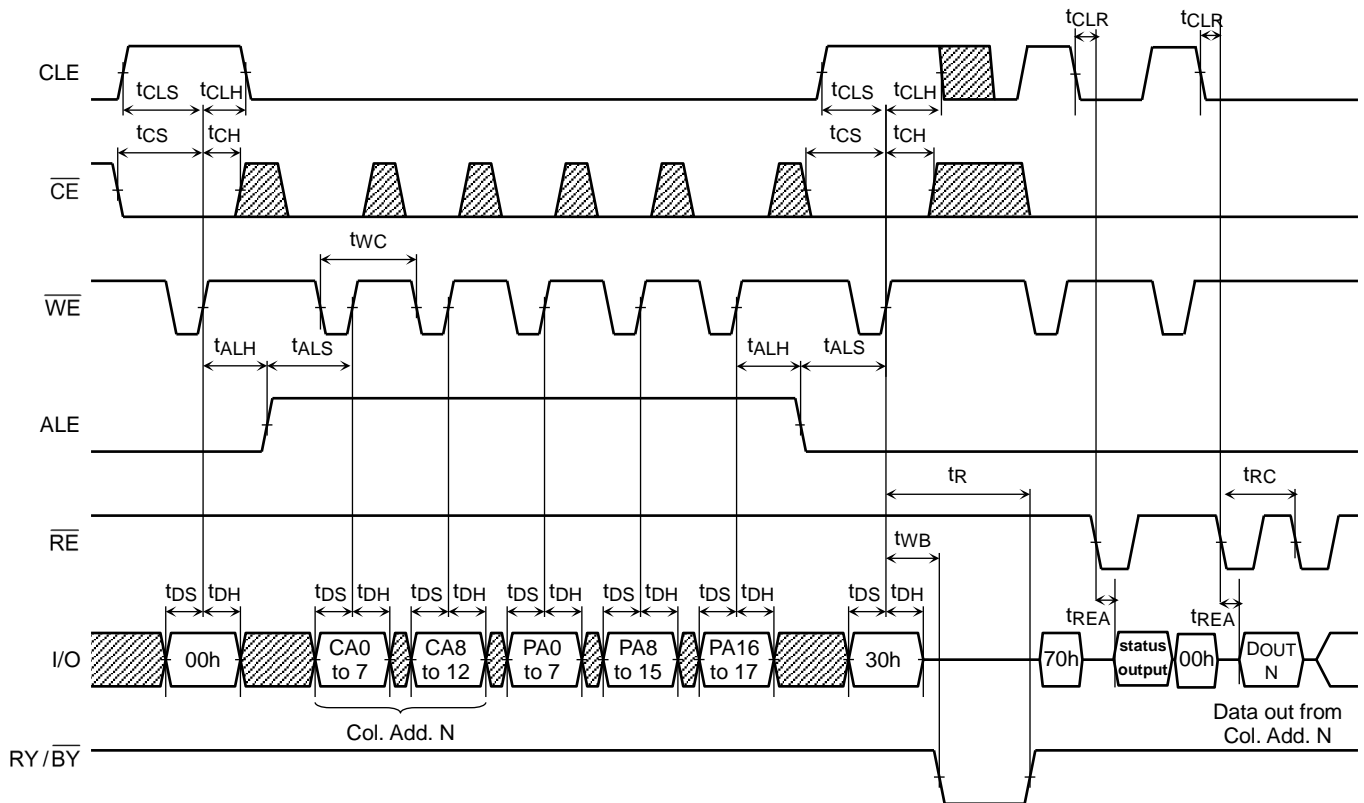 tCLR tCLR
CLE
tCLS tCLH tCLS tCLH
tCS tCH tCS tCH
CE
tWC
WE
tALH tALS tALH tALS
ALE
tR tRC
RE
tWB
tDS tDH tDS tDH tDS tDH tDS tDH tDS tDH tDS tDH tDS tDH
tREA tREA
I/O
00h
CA0 to 7
CA8 to 12
PA0 to 7
PA8 to 15
PA16 to 17
30h
70h
status output
00h
DOUT N
Col. Add. N
Data out from
Col. Add. N
RY/BY